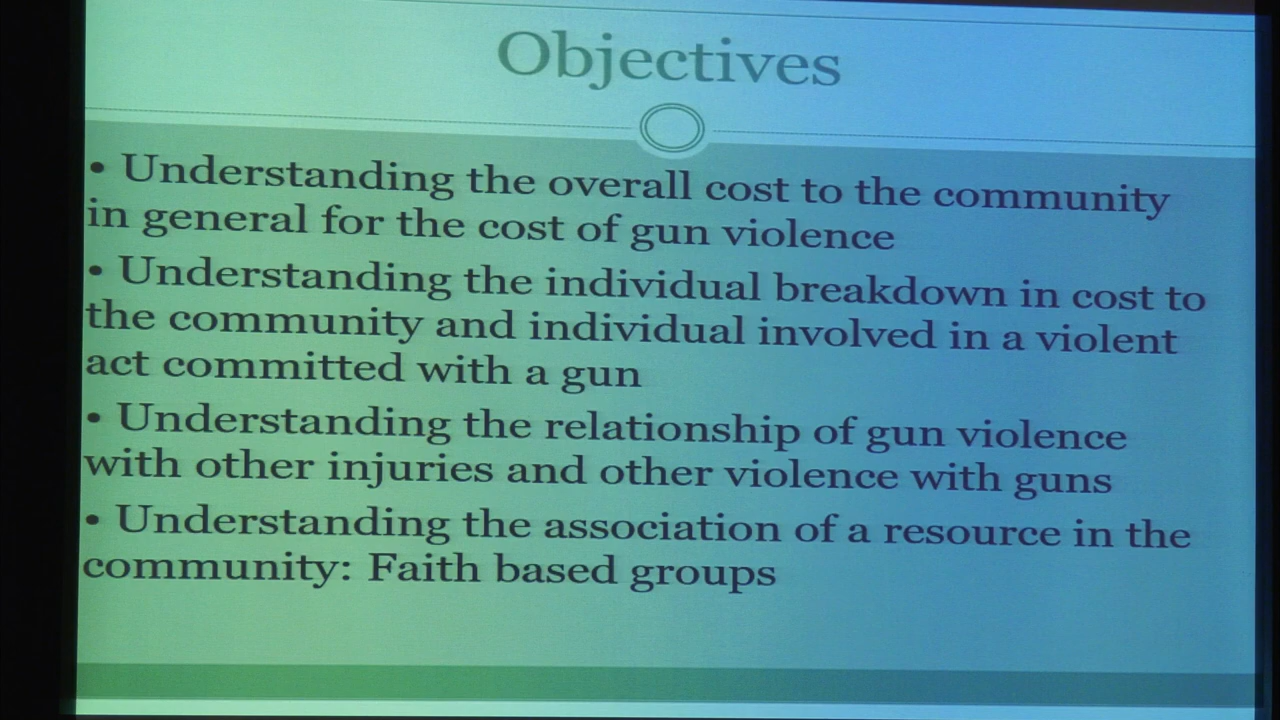 Objectives
• Understanding the overall cost to the community
in general for the cost of gun violence
• Understanding the individual breakdown in cost to
the community and individual involved in a violent
act committed with a gun
• Understanding the relationship of gun violence
with other injuries and other violence with guns
• Understanding the association of a resource in the
community: Faith based groups